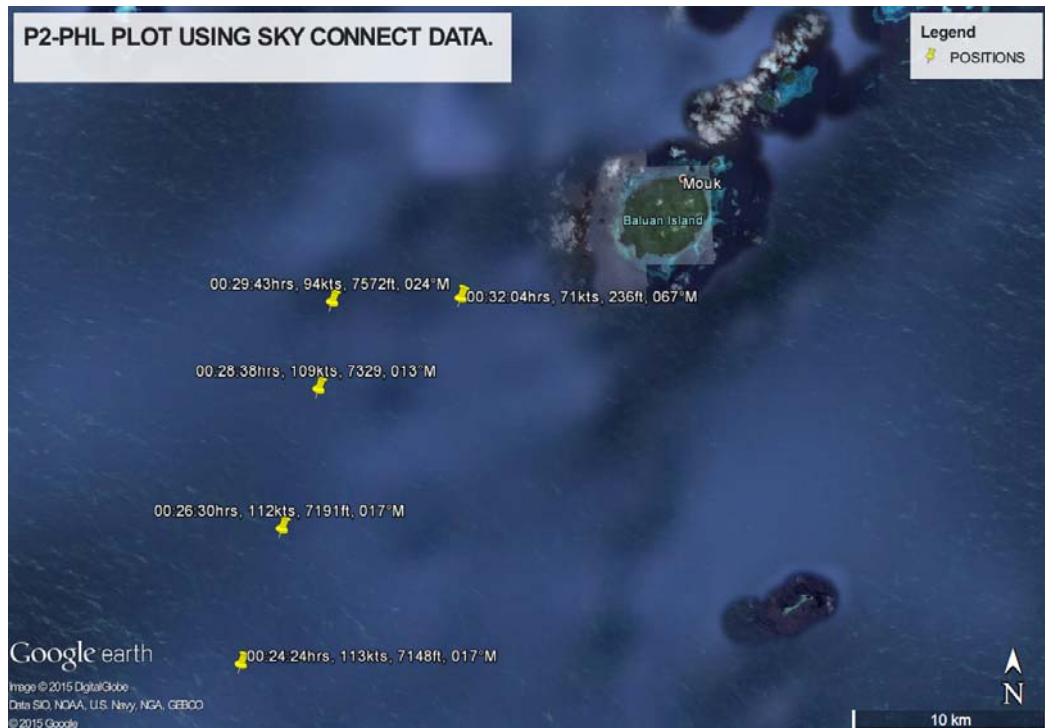 P2-PHL PLOT USING SKY CONNECT DATA.
Legend
POSITIONS
Mouk
Baluan Island
00:29:43hrs, 94kts, 7572ft, 024°M
00:32:04hrs, 71kts, 236ft, 067°M
00:28:38hrs, 109kts, 7329, 013°M
00:26:30hrs, 112kts, 7191ft, 017°M
00:24:24hrs, 113kts, 7148ft, 017°M
Google earth
Image © 2015 DigitalGlobe
Data SIO, NOAA, U.S. Navy, NGA, GEBCO
© 2015 Google
N
10 km